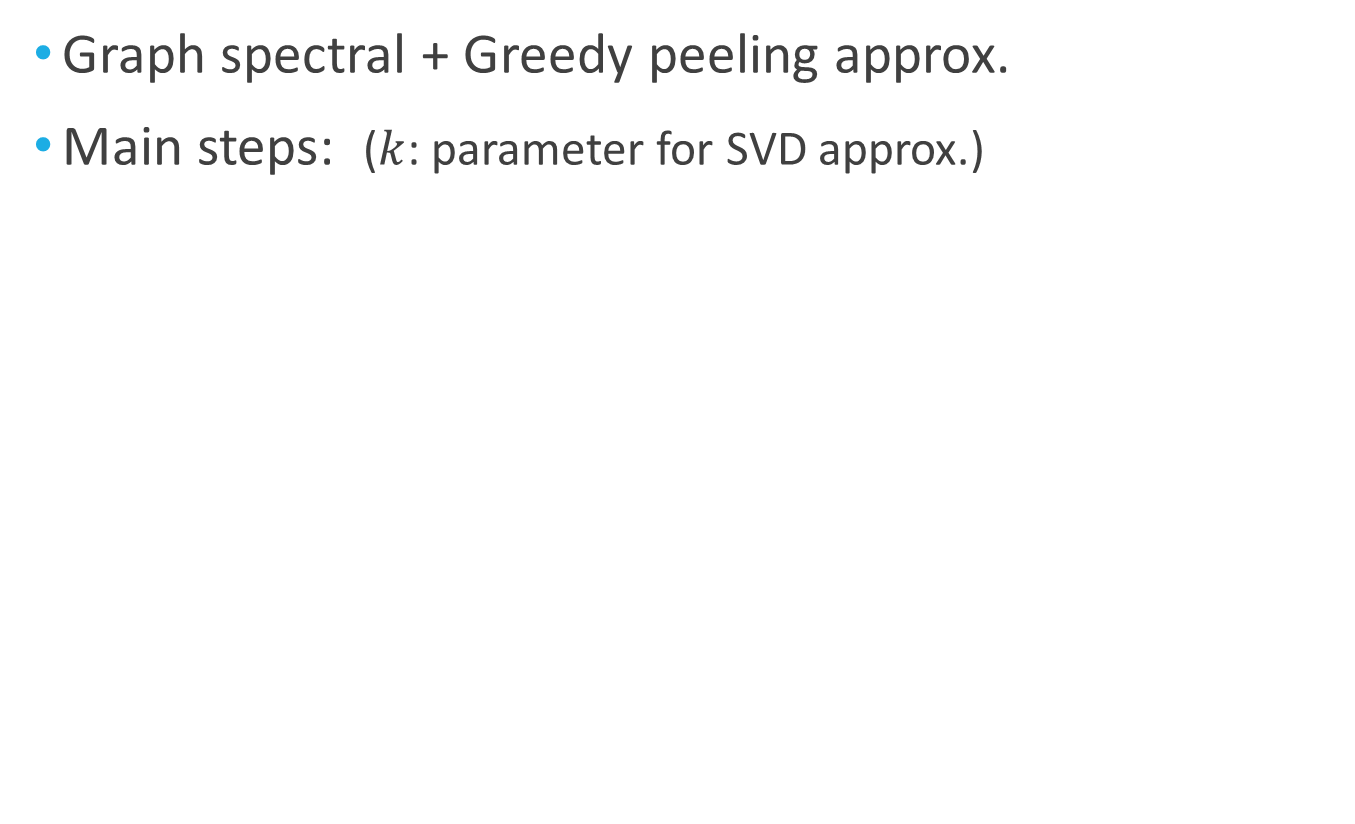 • Graph spectral + Greedy peeling approx.
• Main steps: (k: parameter for SVD approx.)